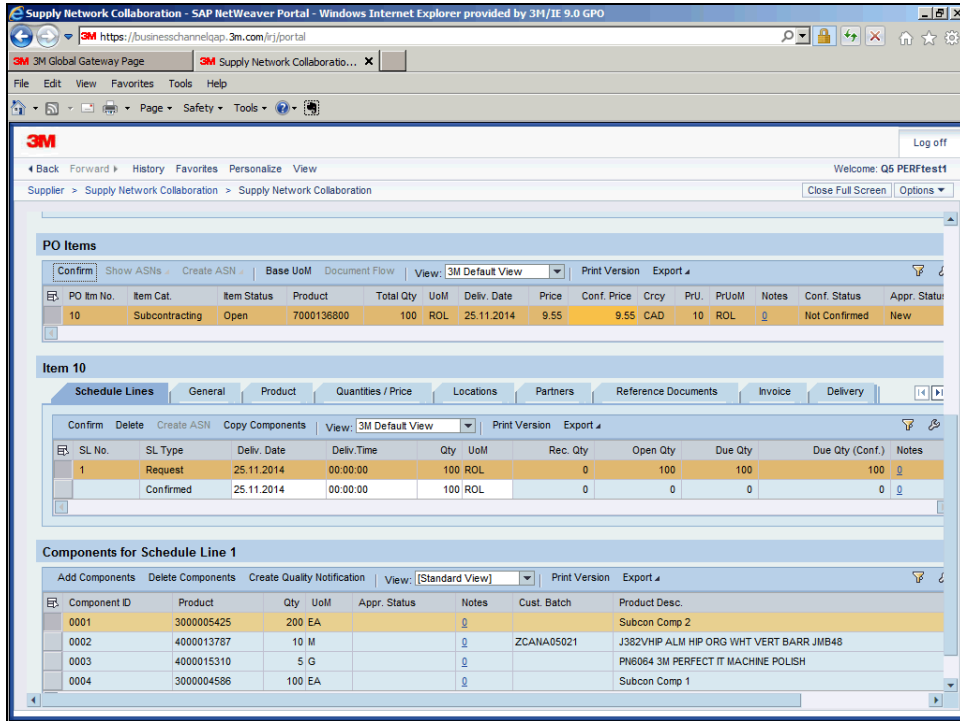 Supply Network Collaboration - SAP NetWeaver Portal - Windows Internet Explorer provided by 3M/IE 9.0 GPO
3M https://businesschannelqap.3m.com/irj/portal
3M 3M Global Gateway Page 3M Supply Network Collaboratio... X
File Edit View Favorites Tools Help
Page Safety Tools
3M Log off
Back Forward History Favorites Personalize View Welcome: Q5 PERFtest1
Supplier > Supply Network Collaboration > Supply Network Collaboration Close Full Screen Options
PO Items
Confirm Show ASNs Create ASN Base UoM Document Flow View: 3M Default View Print Version Export
PO Itm No. Item Cat. Item Status Product Total Qty UoM Deliv. Date Price Conf. Price Crcy PrU. PrUoM Notes Conf. Status Appr. Status
10 Subcontracting Open 7000136800 100 ROL 25.11.2014 9.55 9.55 CAD 10 ROL 0 Not Confirmed New
Item 10
Schedule Lines General Product Quantities / Price Locations Partners Reference Documents Invoice Delivery
Confirm Delete Create ASN Copy Components View: 3M Default View Print Version Export
SL No. SL Type Deliv. Date Deliv.Time Qty UoM Rec. Qty Open Qty Due Qty Due Qty (Conf.) Notes
1 Request 25.11.2014 00:00:00 100 ROL 0 100 100 100 0
Confirmed 25.11.2014 00:00:00 100 ROL 0 0 0 0 0
Components for Schedule Line 1
Add Components Delete Components Create Quality Notification View: [Standard View] Print Version Export
Component ID Product Qty UoM Appr. Status Notes Cust. Batch Product Desc.
0001 3000005425 200 EA 0 Subcon Comp 2
0002 4000013787 10 M 0 ZCANA05021 J382VHIP ALM HIP ORG WHT VERT BARR JMB48
0003 4000015310 5 G 0 PN6064 3M PERFECT IT MACHINE POLISH
0004 3000004586 100 EA 0 Subcon Comp 1